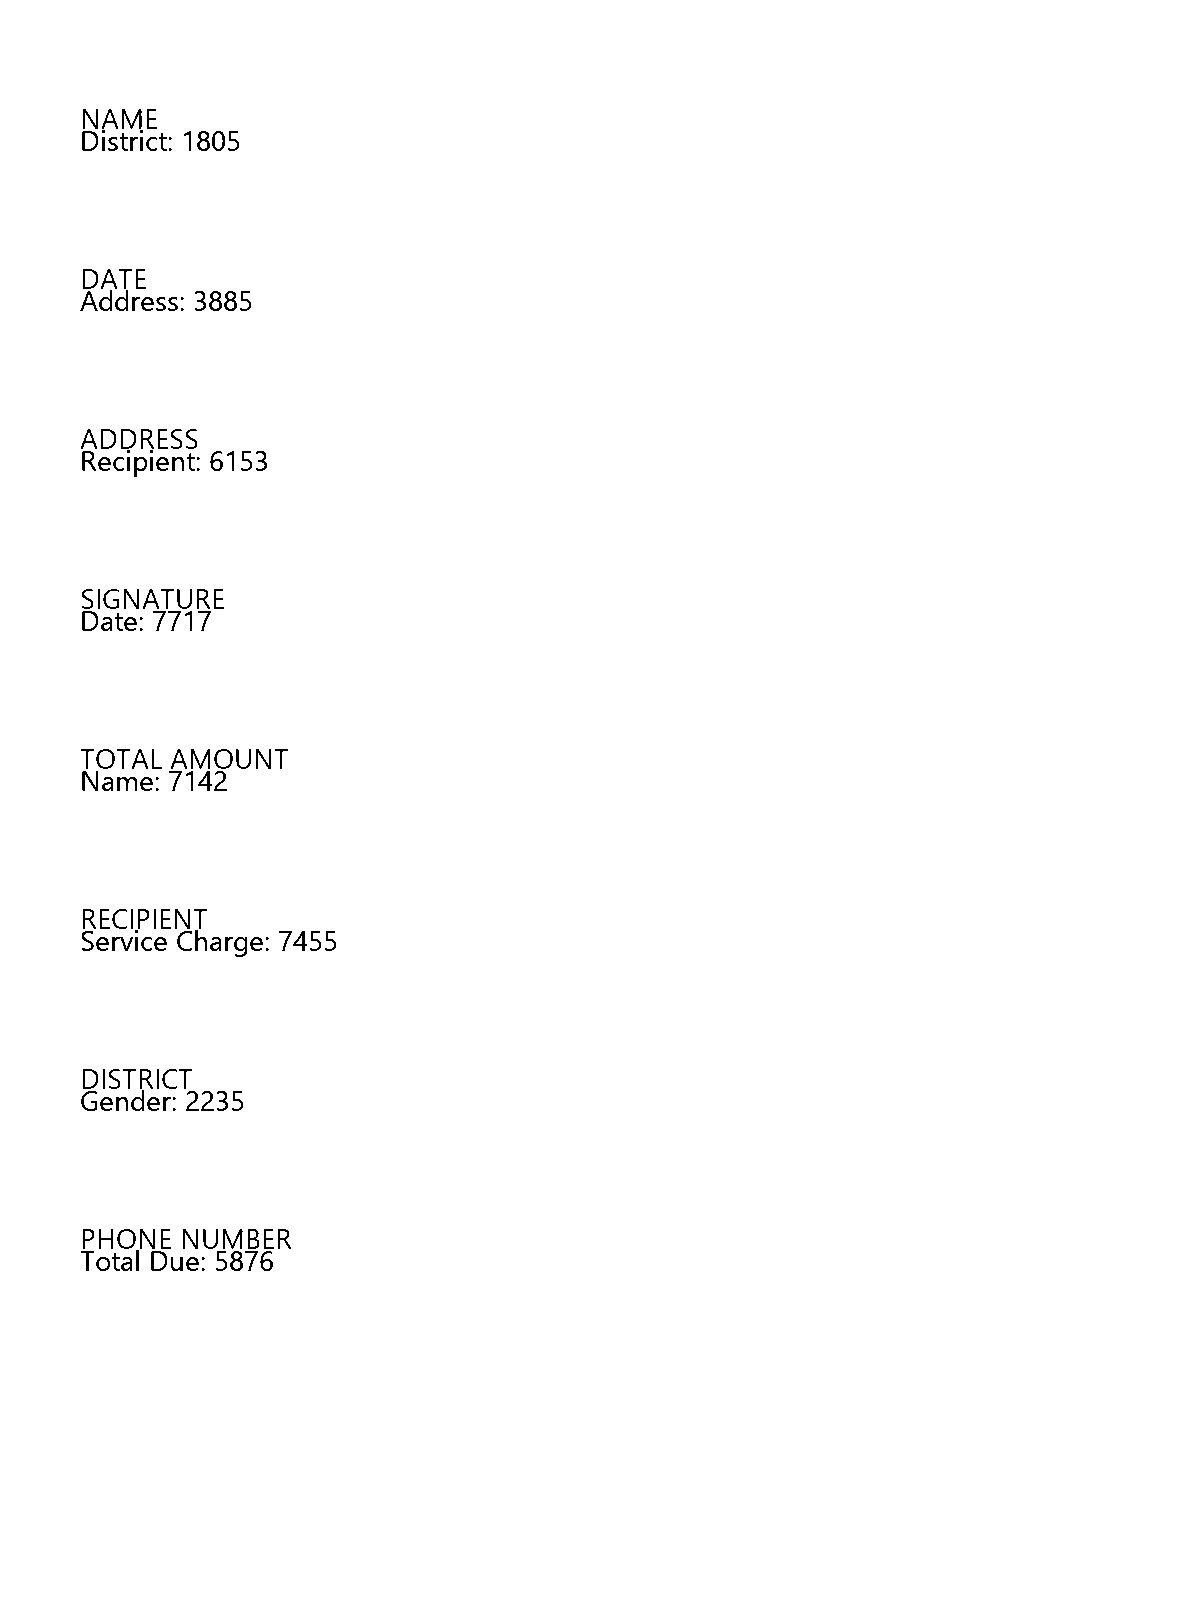 NAME
District: 1805
DATE
Address: 3885
ADDRESS
Recipient: 6153
SIGNATURE
Date: 7717
TOTAL AMOUNT
Name: 7142
RECIPIENT
Service Charge: 7455
DISTRICT
Gender: 2235
PHONE NUMBER
Total Due: 5876